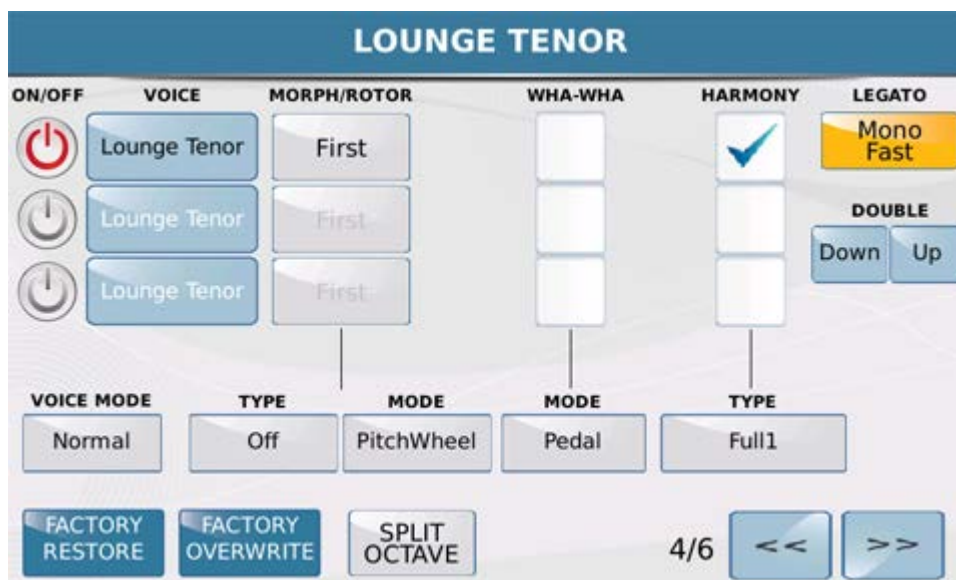 LOUNGE TENOR
ON/OFF VOICE MORPH/ROTOR WHA-WHA HARMONY LEGATO
Lounge Tenor First Mono
Fast
Lounge Tenor First DOUBLE
Down Up
Lounge Tenor First
VOICE MODE TYPE MODE MODE TYPE
Normal Off PitchWheel Pedal Full1
FACTORY RESTORE FACTORY OVERWRITE SPLIT OCTAVE 4/6 << >>